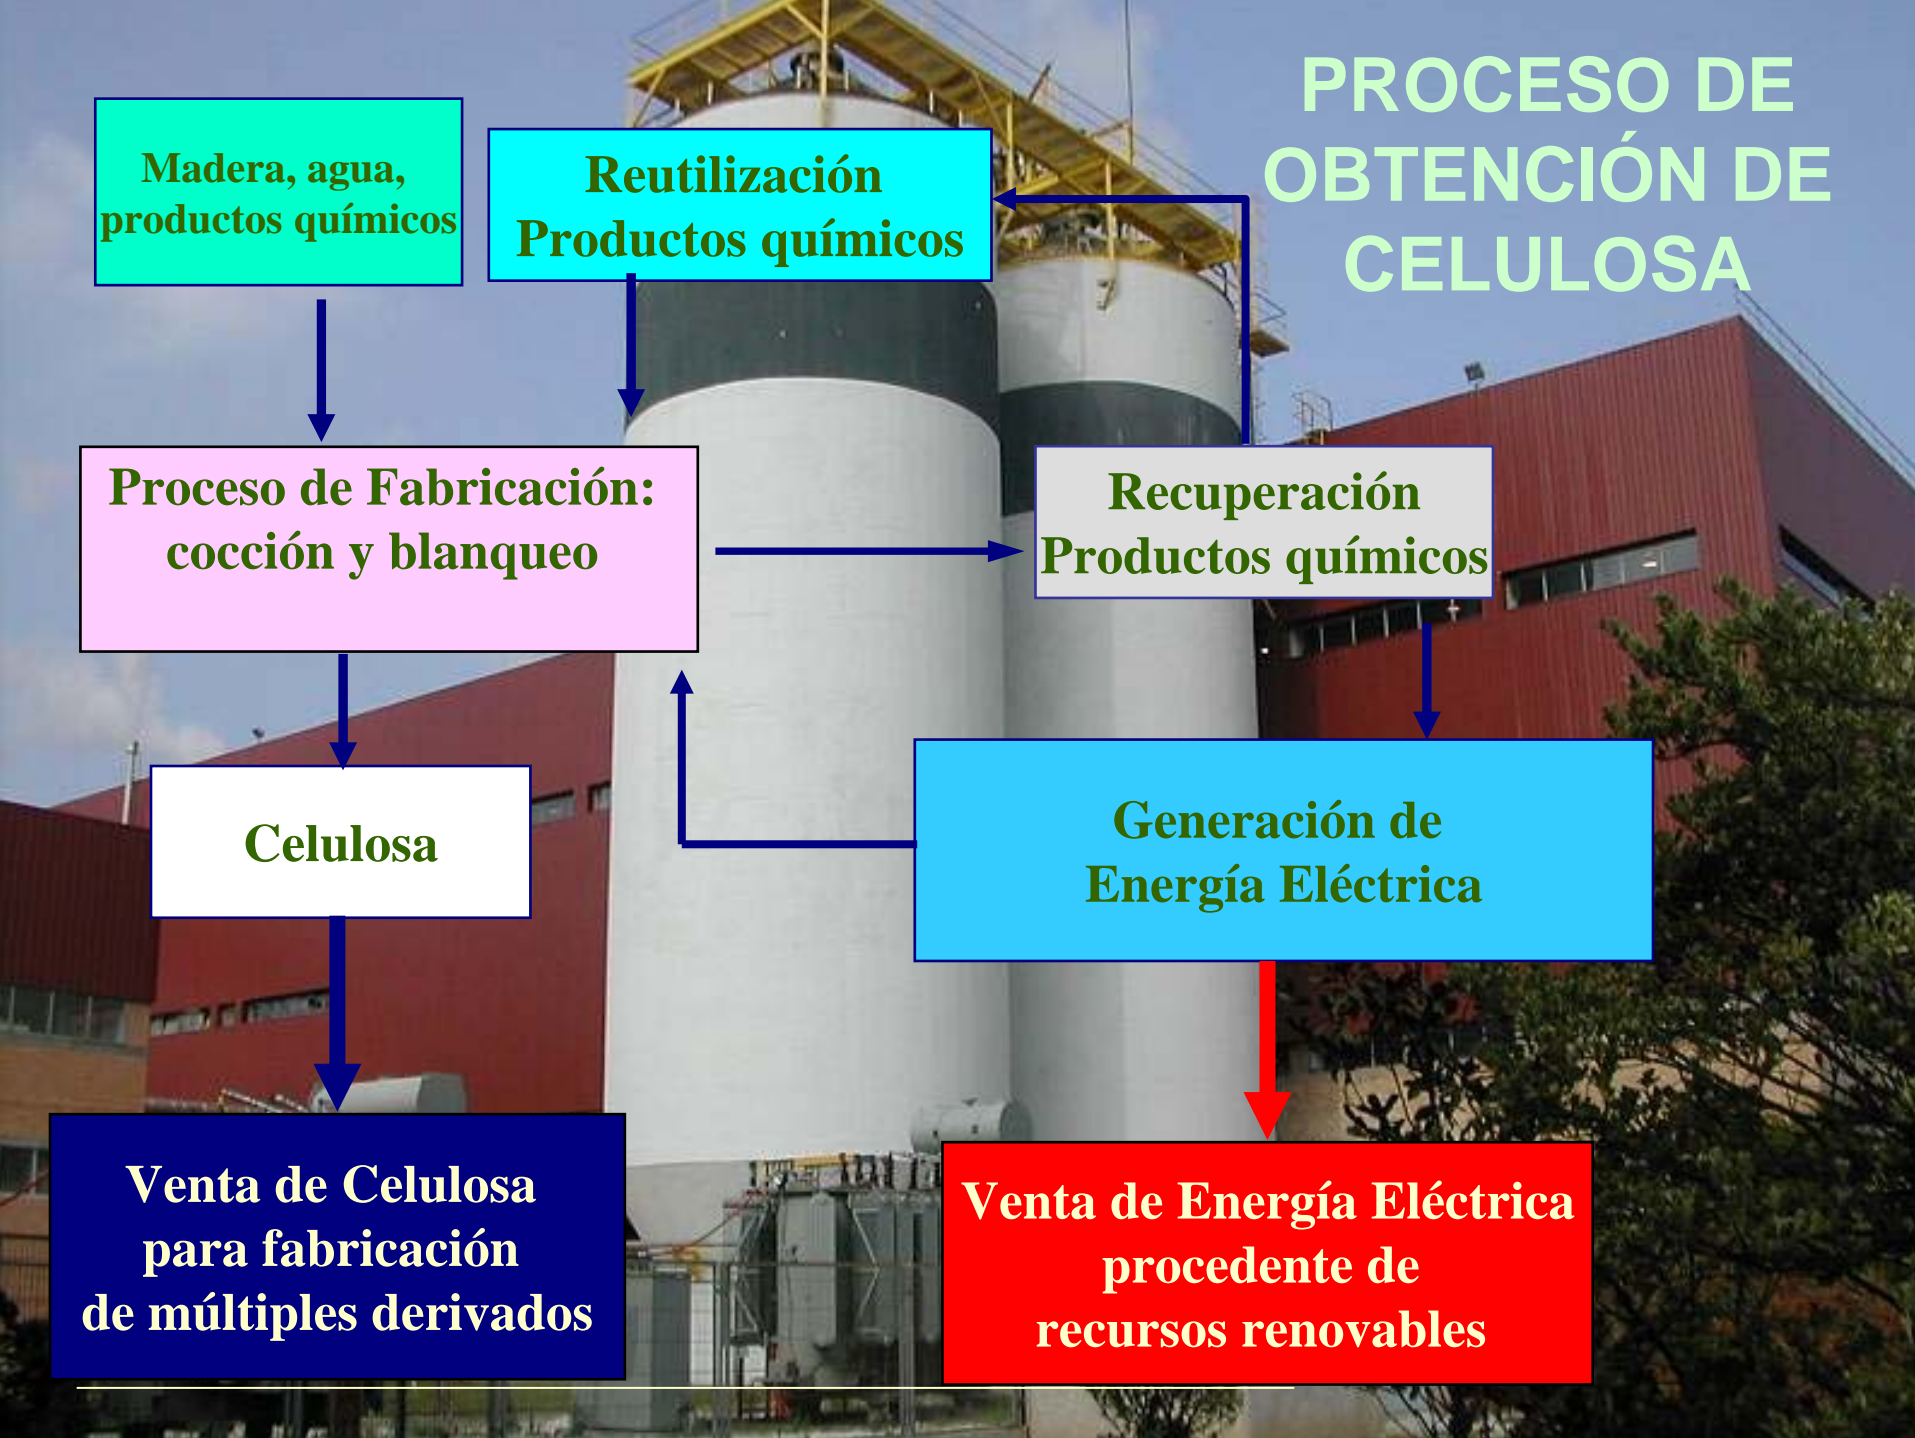 PROCESO DE
OBTENCIÓN DE
CELULOSA
Madera, agua,
productos químicos
Reutilización
Productos químicos
Proceso de Fabricación:
cocción y blanqueo
Recuperación
Productos químicos
Celulosa
Generación de
Energía Eléctrica
Venta de Celulosa
para fabricación
de múltiples derivados
Venta de Energía Eléctrica
procedente de
recursos renovables